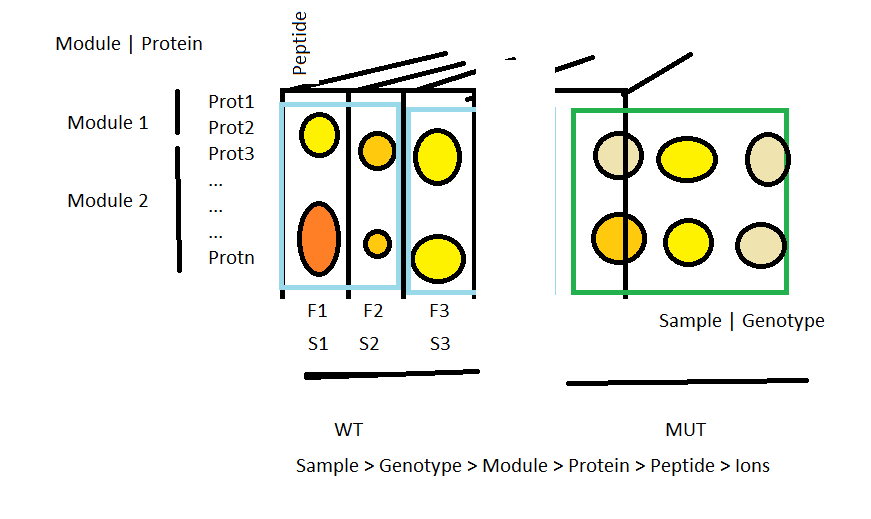 Peptide
Module | Protein
Prot1
Module 1
Prot2
Prot3
...
Module 2
...
...
Protn
F1 F2 F3
Sample | Genotype
S1 S2 S3
WT MUT
Sample > Genotype > Module > Protein > Peptide > Ions